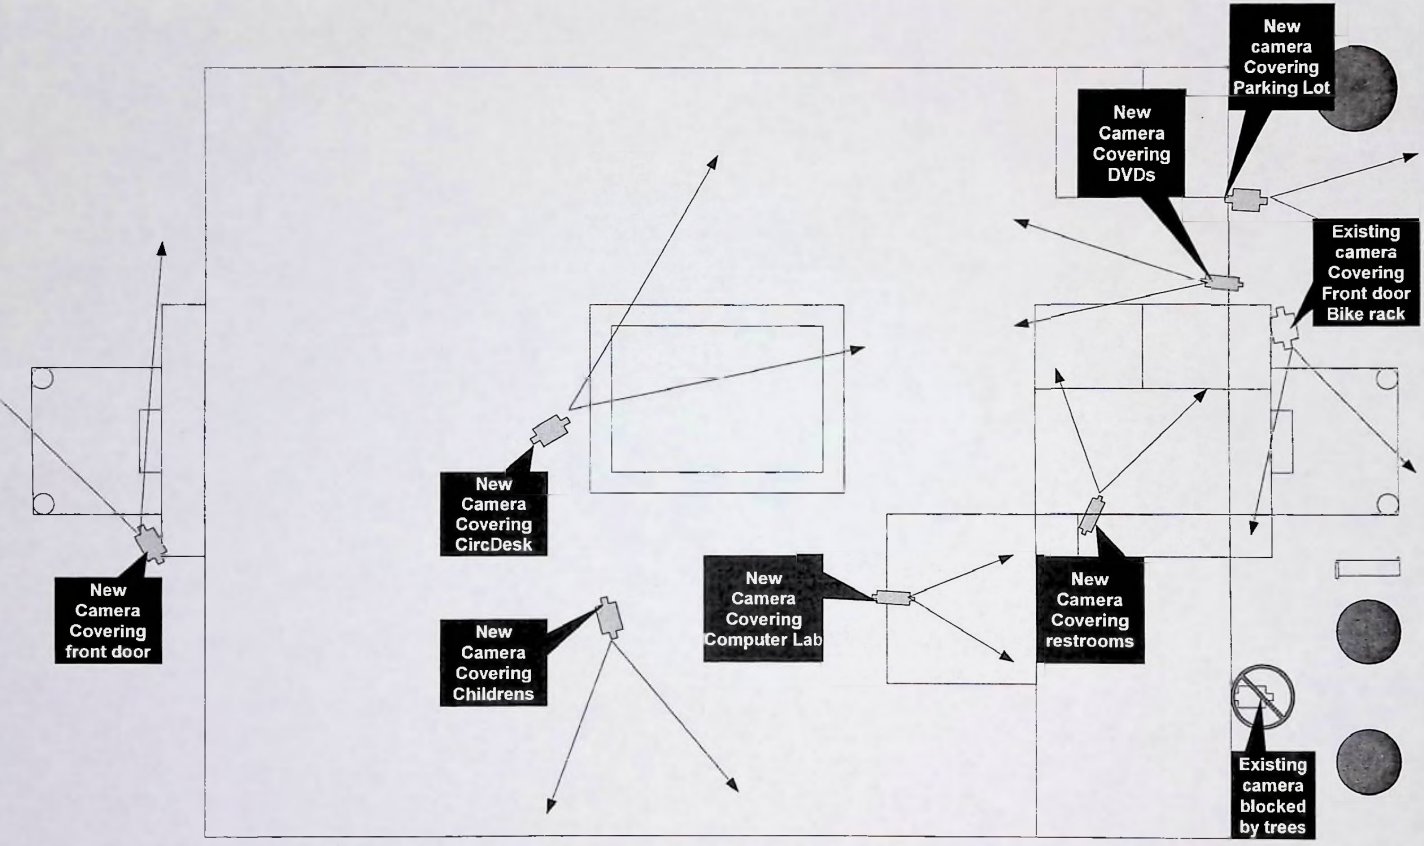 New
camera
Covering
Parking Lot
New
Camera
Covering
DVDs
Existing
camera
Covering
Front door
Bike rack
New
Camera
Covering
CircDesk
New
Camera
Covering
Computer Lab
New
Camera
Covering
restrooms
New
Camera
Covering
front door
New
Camera
Covering
Childrens
Existing
camera
blocked
by trees